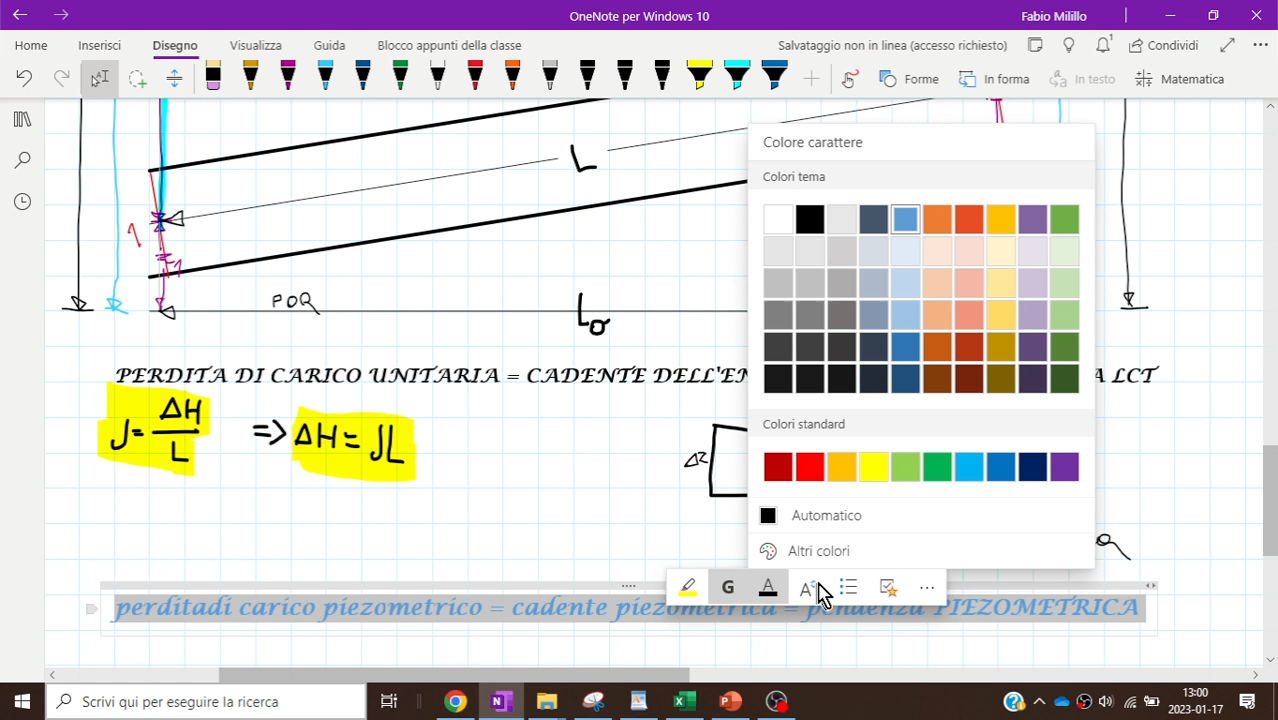 OneNote per Windows 10
Fabio Milillo
Home Inserisci Disegno Visualizza Guida Blocco appunti della classe
Salvataggio non in linea (accesso richiesto) Condividi
Forme In forma In testo Matematica
L
1
1
POR
Lo
PERDITA DI CARICO UNITARIA = CADENTE DELL'EN
A LCT
J= ΔH
L
=> ΔH = JL
Colore carattere
Colori tema
Colori standard
Automatico
Altri colori
G A A
perditadi carico piezometrico = cadente piezometrica = pendenza PIEZOMETRICA
Scrivi qui per eseguire la ricerca
13:00
2023-01-17